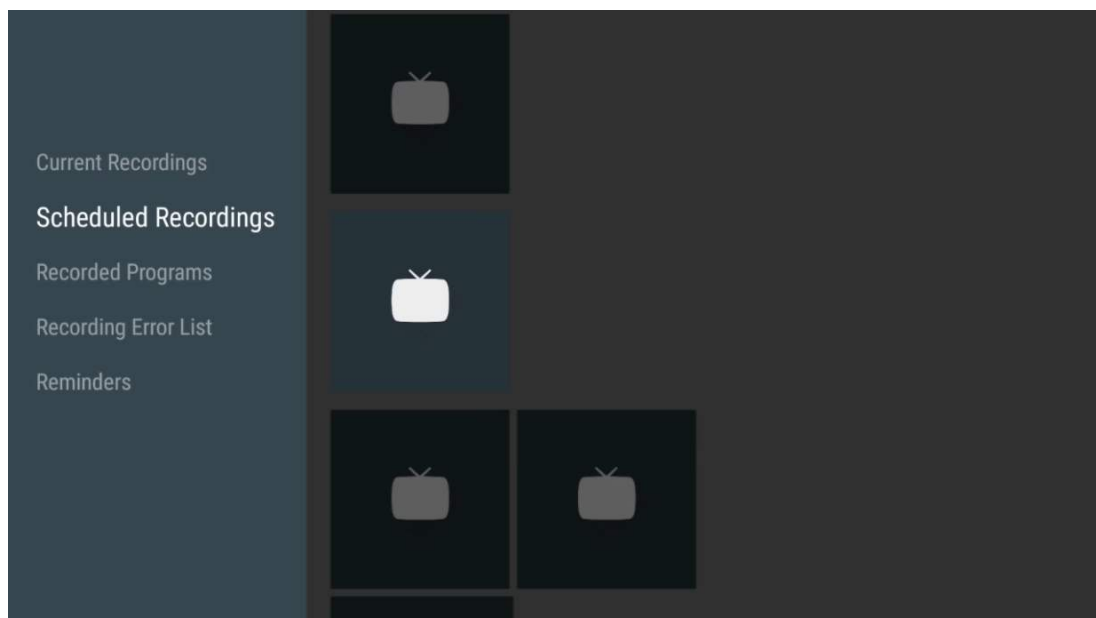 Current Recordings
Scheduled Recordings
Recorded Programs
Recording Error List
Reminders